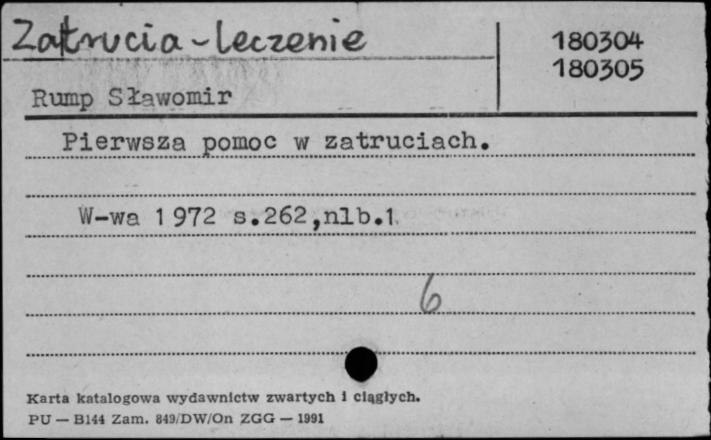 Zatrucia - leczenie
180304
180305
Rump Sławomir
Pierwsza pomoc w zatruciach.
W-wa 1972 s.262,nlb.1
6
Karta katalogowa wydawnictw zwartych i ciągłych.
PU — B144 Zam. 849/DW/On ZGG — 1991